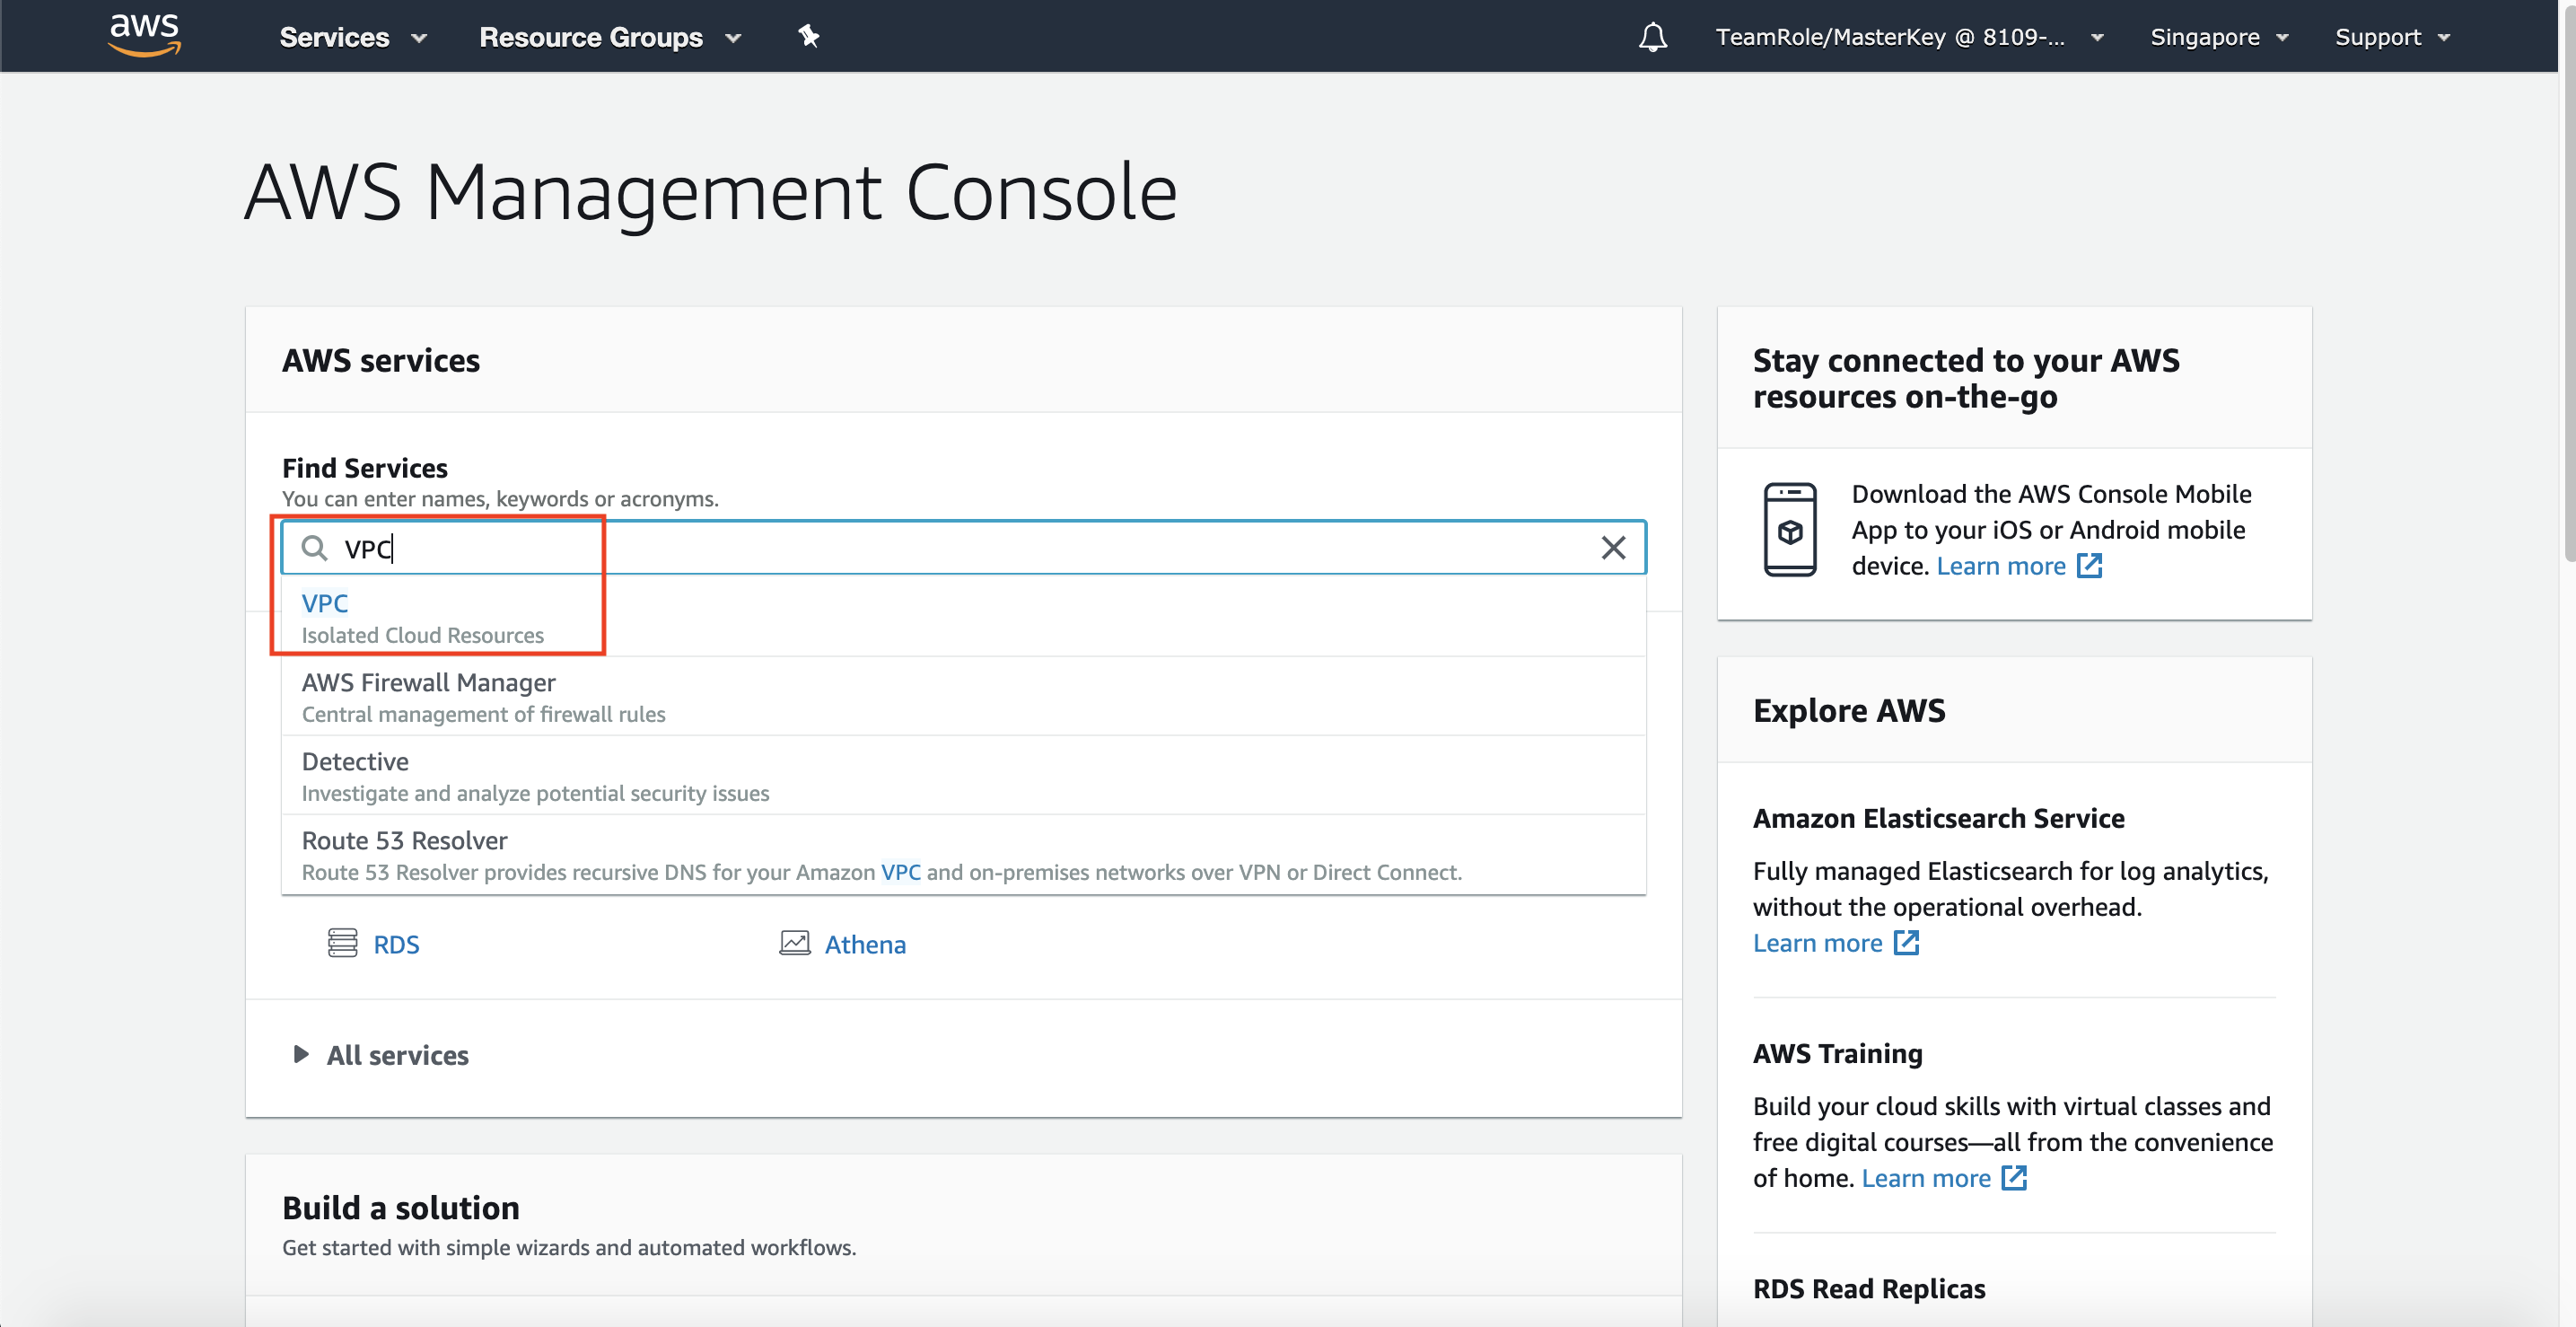 aws
Services
Resource Groups
TeamRole/MasterKey @ 8109-...
Singapore
Support
AWS Management Console
AWS services
Find Services
You can enter names, keywords or acronyms.
VPC
VPC
Isolated Cloud Resources
AWS Firewall Manager
Central management of firewall rules
Detective
Investigate and analyze potential security issues
Route 53 Resolver
Route 53 Resolver provides recursive DNS for your Amazon VPC and on-premises networks over VPN or Direct Connect.
RDS
Athena
All services
Build a solution
Get started with simple wizards and automated workflows.
Stay connected to your AWS
resources on-the-go
Download the AWS Console Mobile
App to your iOS or Android mobile
device. Learn more
Explore AWS
Amazon Elasticsearch Service
Fully managed Elasticsearch for log analytics,
without the operational overhead.
Learn more
AWS Training
Build your cloud skills with virtual classes and
free digital courses—all from the convenience
of home. Learn more
RDS Read Replicas